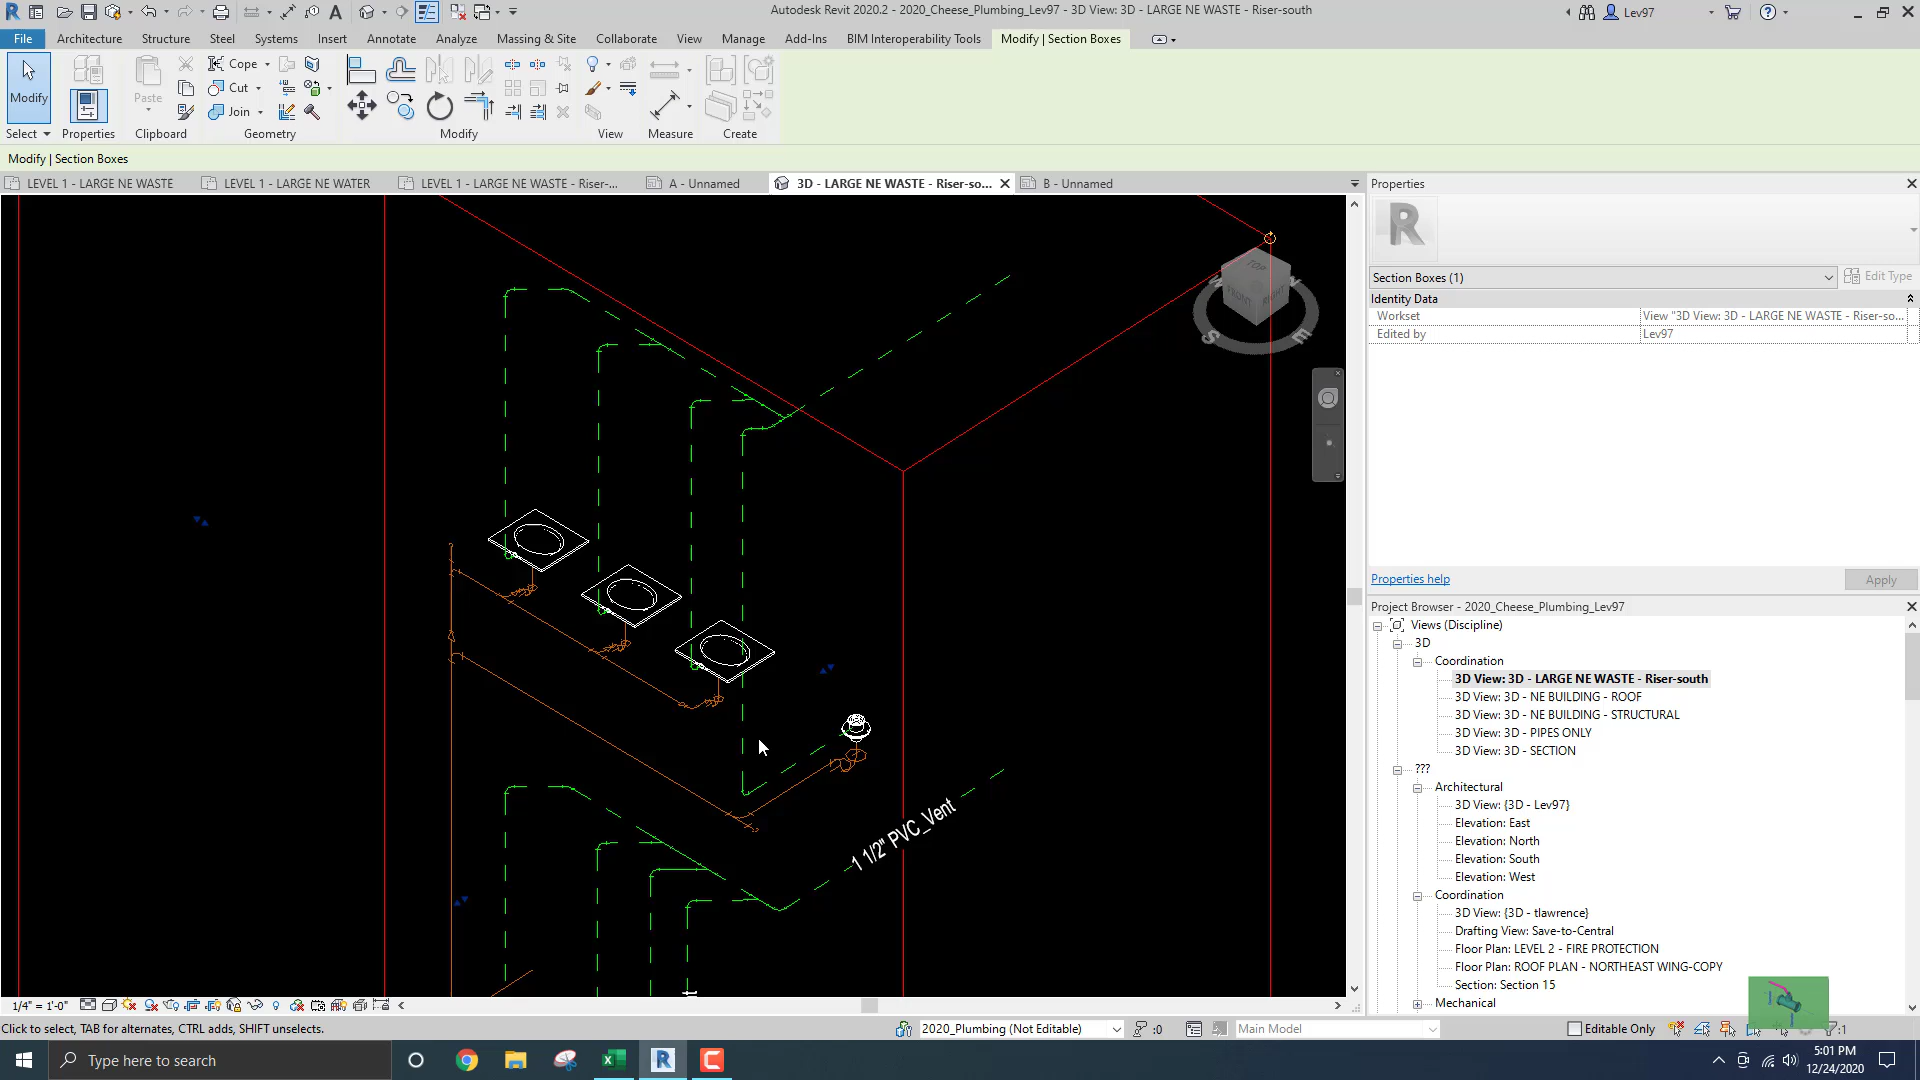 Autodesk Revit 2020.2 - 2020_Cheese_Plumbing_Lev97 - 3D View: 3D - LARGE NE WASTE - Riser-south
Lev97
File Architecture Structure Steel Systems Insert Annotate Analyze Massing & Site Collaborate View Manage Add-Ins BIM Interoperability Tools Modify | Section Boxes
Modify
Paste
Cope
Cut
Join
Select Properties Clipboard Geometry Modify View Measure Create
Modify | Section Boxes
LEVEL 1 - LARGE NE WASTE LEVEL 1 - LARGE NE WATER LEVEL 1 - LARGE NE WASTE - Riser-... A - Unnamed 3D - LARGE NE WASTE - Riser-so... B - Unnamed
TOP
FRONT
RIGHT
W
N
S
E
1 1/2" PVC_Vent
Properties
R
Section Boxes (1)
Edit Type
Identity Data
Workset View "3D View: 3D - LARGE NE WASTE - Riser-so...
Edited by Lev97
Properties help
Apply
Project Browser - 2020_Cheese_Plumbing_Lev97
Views (Discipline)
3D
Coordination
3D View: 3D - LARGE NE WASTE - Riser-south
3D View: 3D - NE BUILDING - ROOF
3D View: 3D - NE BUILDING - STRUCTURAL
3D View: 3D - PIPES ONLY
3D View: 3D - SECTION
???
Architectural
3D View: {3D - Lev97}
Elevation: East
Elevation: North
Elevation: South
Elevation: West
Coordination
3D View: {3D - tlawrence}
Drafting View: Save-to-Central
Floor Plan: LEVEL 2 - FIRE PROTECTION
Floor Plan: ROOF PLAN - NORTHEAST WING-COPY
Section: Section 15
Mechanical
1/4" = 1'-0"
Click to select, TAB for alternates, CTRL adds, SHIFT unselects.
2020_Plumbing (Not Editable)
:0
Main Model
Editable Only
:1
Type here to search
5:01 PM
12/24/2020